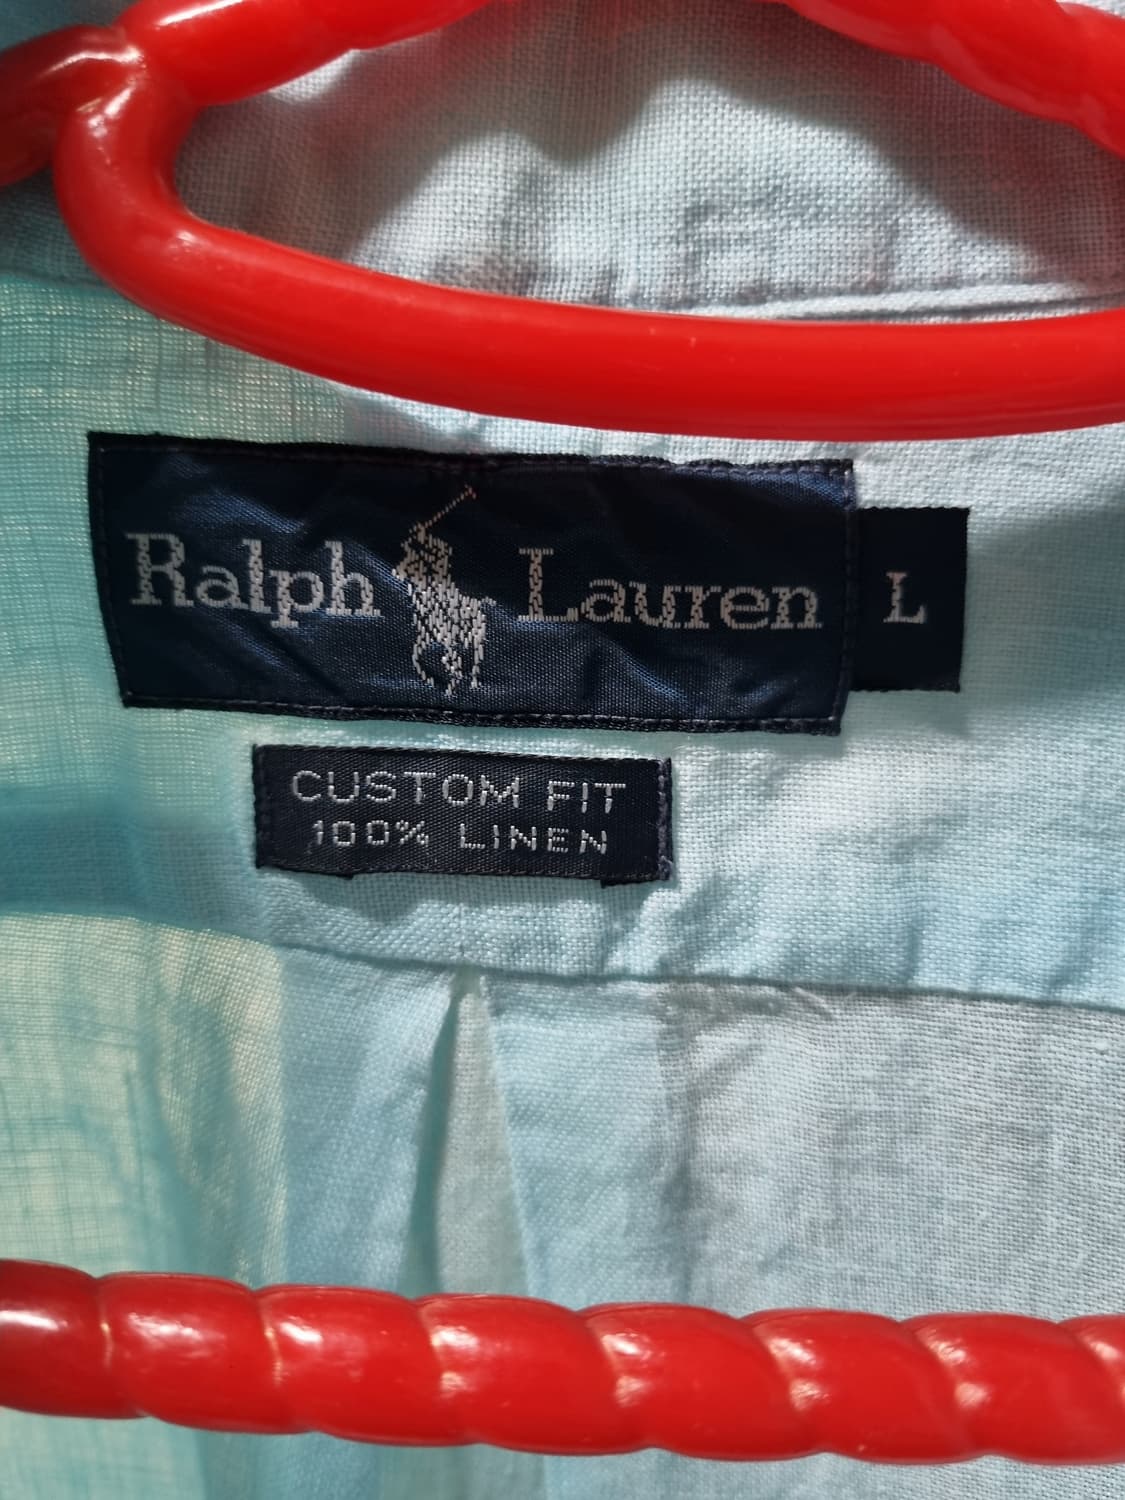 Ralph Lauren L
CUSTOM FIT
100% LINEN